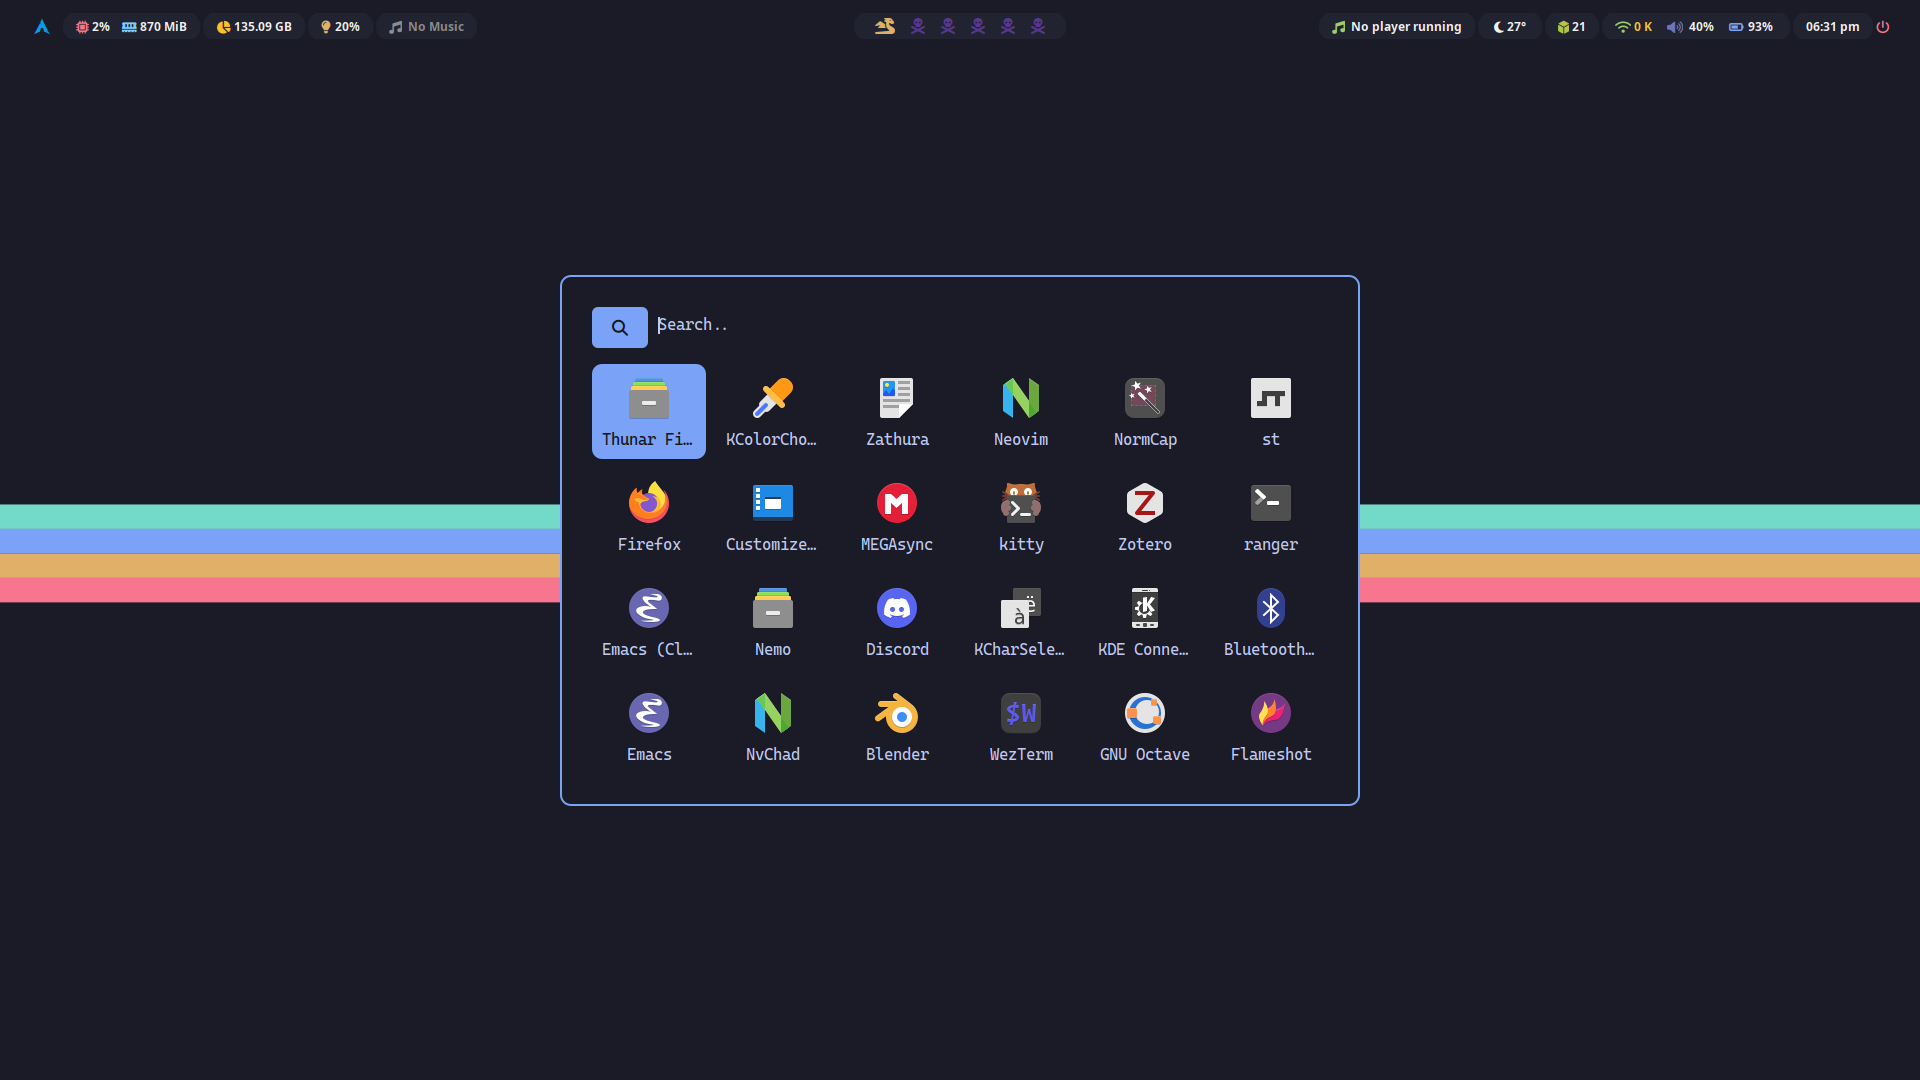 2% 870 MiB 135.09 GB 20% No Music No player running 27° 21 0 K 40% 93% 06:31 pm
Search..
Thunar Fi… KColorCho… Zathura Neovim NormCap st
Firefox Customize… MEGAsync kitty Zotero ranger
Emacs (Cl… Nemo Discord KCharSele… KDE Conne… Bluetooth…
$W
Emacs NvChad Blender WezTerm GNU Octave Flameshot